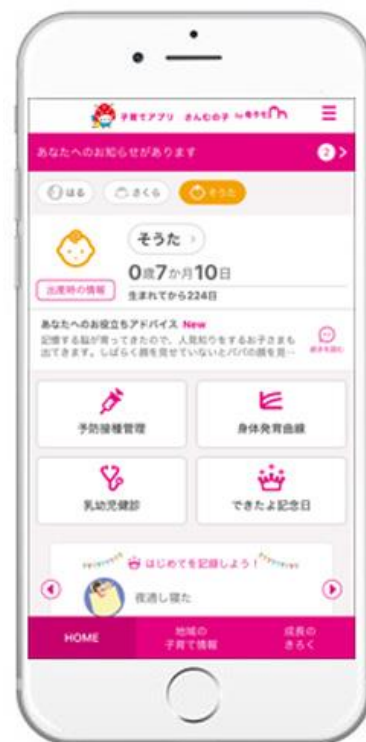 子育てアプリ さんむの子 by 母子モ
あなたへのお知らせがあります 2
はる さくら そうた
そうた
0歳7か月10日
出産時の情報
生まれてから224日
あなたへのお役立ちアドバイス New
記憶する脳が育ってきたので、人見知りをするお子さまも
出てきます。しばらく顔を見せていないとパパの顔を見…
続きを読む
予防接種管理
身体発育曲線
乳幼児健診
できたよ記念日
はじめてを記録しよう！
夜通し寝た
HOME
地域の
子育て情報
成長の
きろく